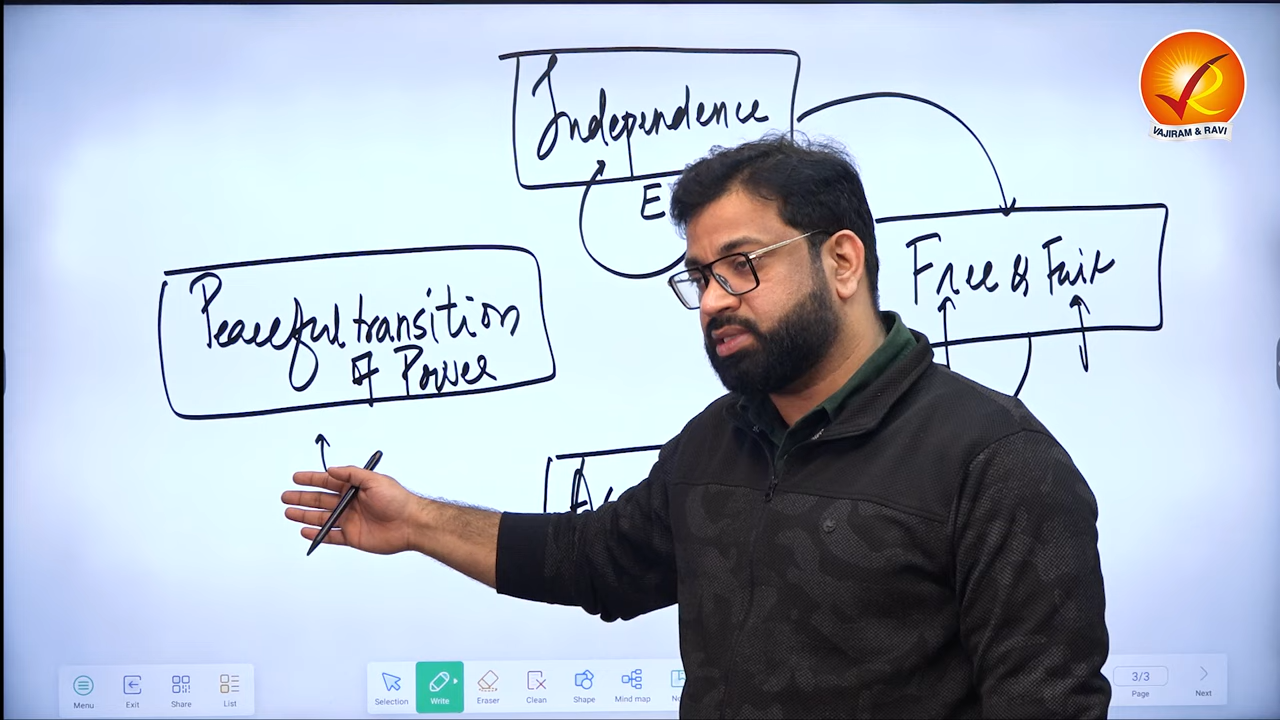 Independence
VAJIRAM & RAVI
E
Free & Fair
Peaceful transition
of Power
Menu
Exit
Share
List
Selection
Write
Eraser
Clean
Shape
Mind map
3/3
Page
Next